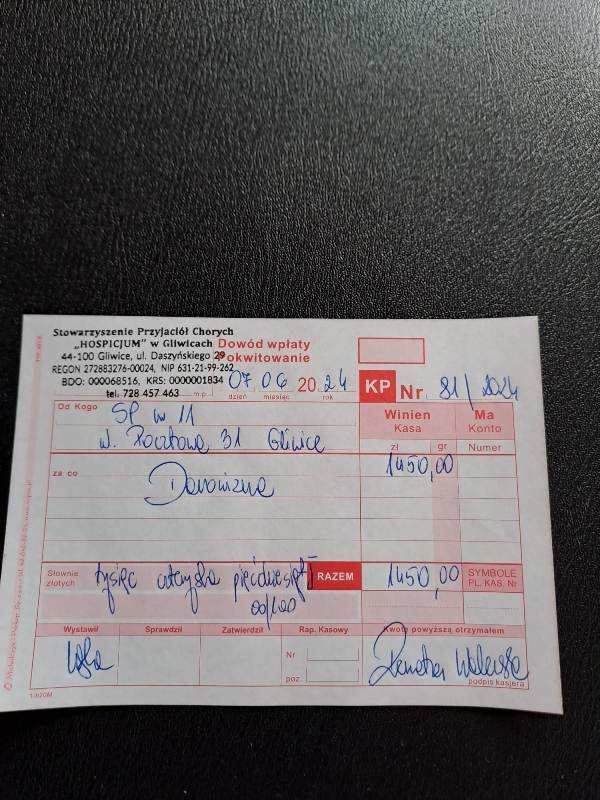 Stowarzyszenie Przyjaciół Chorych
„HOSPICJUM” w Gliwicach
44-100 Gliwice, ul. Daszyńskiego 29
REGON 272883276-00024, NIP 631-21-99-262
BDO: 000068516, KRS: 0000001834
tel. 728 457 463
m.p.
Dowód wpłaty
Pokwitowanie
07 06 2024
dzień miesiąc rok
KP Nr 81/2024
Od Kogo SP nr 11
ul. Pocztowa 31 Gliwice
Winien Ma
Kasa Konto
zł gr Numer
za co Darowizna 1450,00
Słownie
złotych
tysiąc czterysta pięćdziesiąt
00/100
RAZEM 1450,00
SYMBOLE
PL. KAS. Nr
Wystawił Sprawdził Zatwierdził Rap. Kasowy Kwotę powyższą otrzymałem
Nr
poz
Renata
podpis kasjera